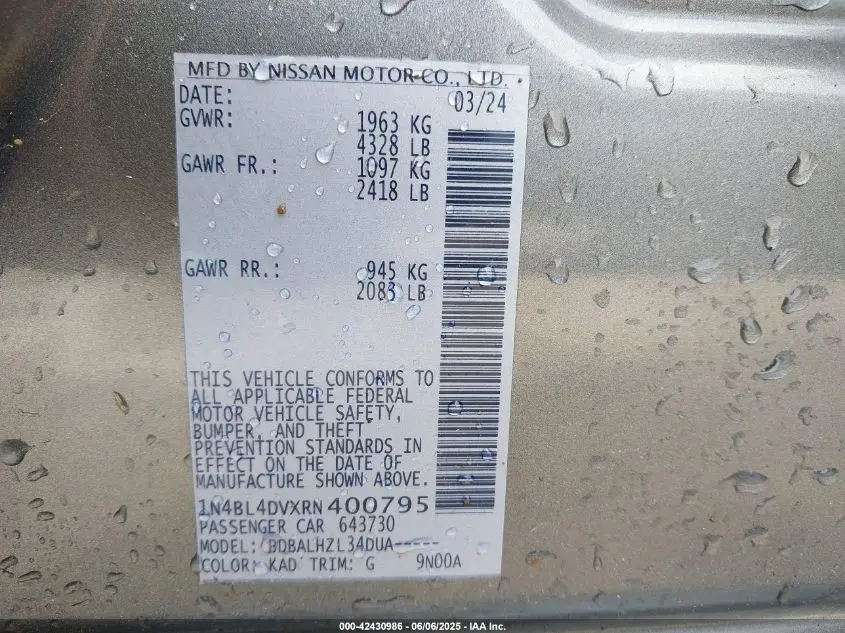 MFD BY NISSAN MOTOR CO., LTD.
DATE: 03/24
GVWR: 1963 KG
4328 LB
GAWR FR.: 1097 KG
2418 LB
GAWR RR.: 945 KG
2083 LB
THIS VEHICLE CONFORMS TO
ALL APPLICABLE FEDERAL
MOTOR VEHICLE SAFETY,
BUMPER, AND THEFT
PREVENTION STANDARDS IN
EFFECT ON THE DATE OF
MANUFACTURE SHOWN ABOVE.
1N4BL4DVXRN400795
PASSENGER CAR 643730
MODEL: BDBALHZL34DUA-----
COLOR: KAD TRIM: G 9N00A
000-42430986 - 06/06/2025 - IAA Inc.